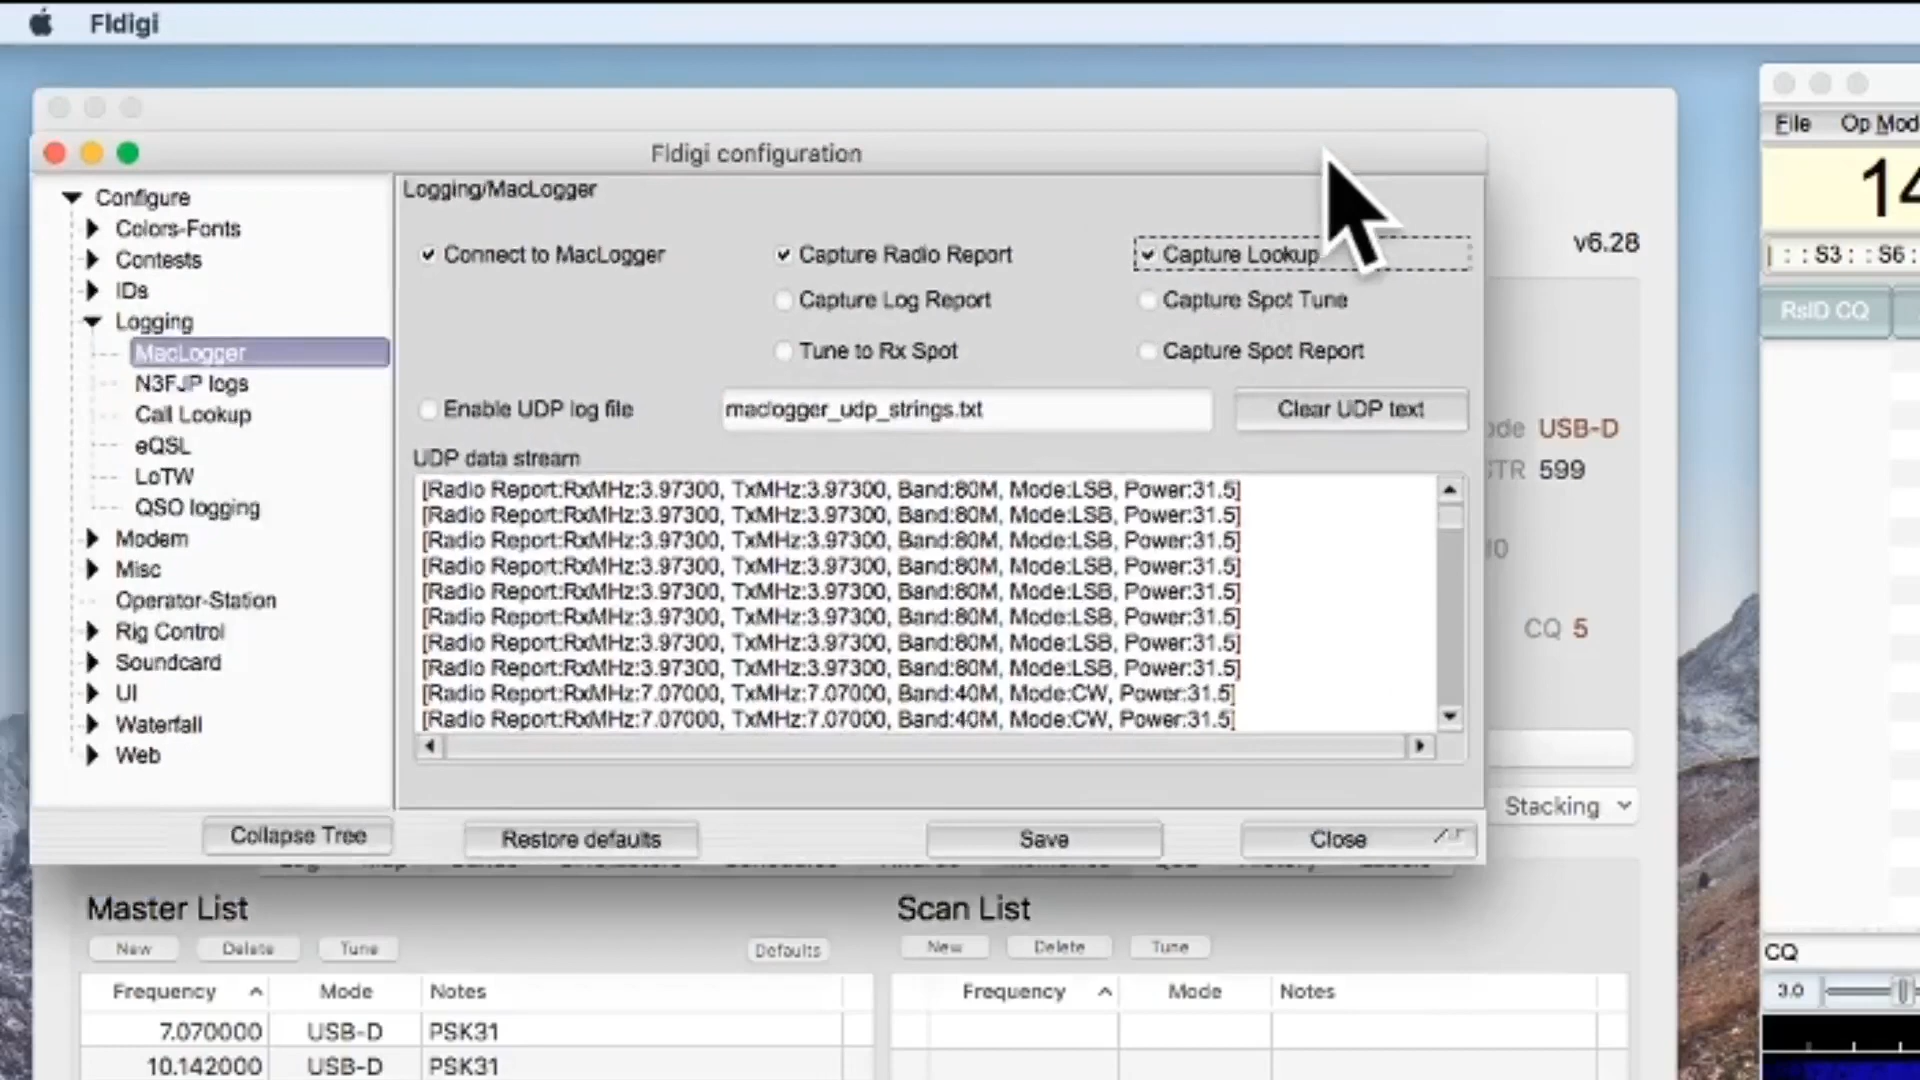 Fldigi
Fldigi configuration
Configure
Colors-Fonts
Contests
IDs
Logging
MacLogger
N3FJP logs
Call Lookup
eQSL
LoTW
QSO logging
Modem
Misc
Operator-Station
Rig Control
Soundcard
UI
Waterfall
Web
Logging/MacLogger
Connect to MacLogger
Capture Radio Report
Capture Lookup
Capture Log Report
Capture Spot Tune
Tune to Rx Spot
Capture Spot Report
Enable UDP log file
maclogger_udp_strings.txt
Clear UDP text
UDP data stream
[Radio Report:RxMHz:3.97300, TxMHz:3.97300, Band:80M, Mode:LSB, Power:31.5]
[Radio Report:RxMHz:3.97300, TxMHz:3.97300, Band:80M, Mode:LSB, Power:31.5]
[Radio Report:RxMHz:3.97300, TxMHz:3.97300, Band:80M, Mode:LSB, Power:31.5]
[Radio Report:RxMHz:3.97300, TxMHz:3.97300, Band:80M, Mode:LSB, Power:31.5]
[Radio Report:RxMHz:3.97300, TxMHz:3.97300, Band:80M, Mode:LSB, Power:31.5]
[Radio Report:RxMHz:3.97300, TxMHz:3.97300, Band:80M, Mode:LSB, Power:31.5]
[Radio Report:RxMHz:3.97300, TxMHz:3.97300, Band:80M, Mode:LSB, Power:31.5]
[Radio Report:RxMHz:3.97300, TxMHz:3.97300, Band:80M, Mode:LSB, Power:31.5]
[Radio Report:RxMHz:7.07000, TxMHz:7.07000, Band:40M, Mode:CW, Power:31.5]
[Radio Report:RxMHz:7.07000, TxMHz:7.07000, Band:40M, Mode:CW, Power:31.5]
Collapse Tree
Restore defaults
Save
Close
v6.28
USB-D
599
CQ 5
Stacking
Master List
New Delete Tune Defaults
Frequency Mode Notes
7.070000 USB-D PSK31
10.142000 USB-D PSK31
Scan List
New Delete Tune
Frequency Mode Notes
File Op Mod
14
: : S3 : : S6 :
RsID CQ
CQ
3.0